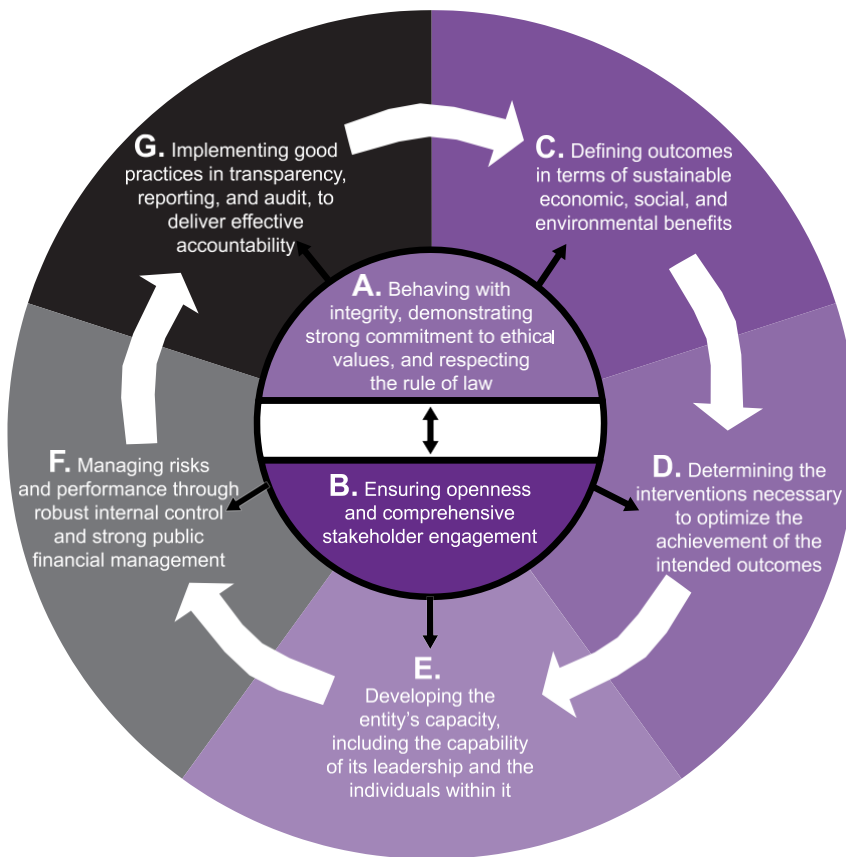 A. Behaving with
integrity, demonstrating
strong commitment to ethical
values, and respecting
the rule of law
B. Ensuring openness
and comprehensive
stakeholder engagement
C. Defining outcomes
in terms of sustainable
economic, social, and
environmental benefits
D. Determining the
interventions necessary
to optimize the
achievement of the
intended outcomes
E.
Developing the
entity’s capacity,
including the capability
of its leadership and the
individuals within it
F. Managing risks
and performance through
robust internal control
and strong public
financial management
G. Implementing good
practices in transparency,
reporting, and audit, to
deliver effective
accountability